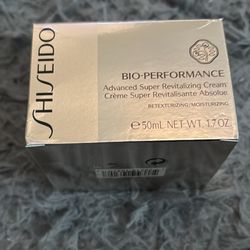 SHISEIDO
BIO-PERFORMANCE
Advanced Super Revitalizing Cream
Crème Super Revitalisante Absolue
RETEXTURIZING/MOISTURIZING
℮50mL NET WT. 1.7 OZ.